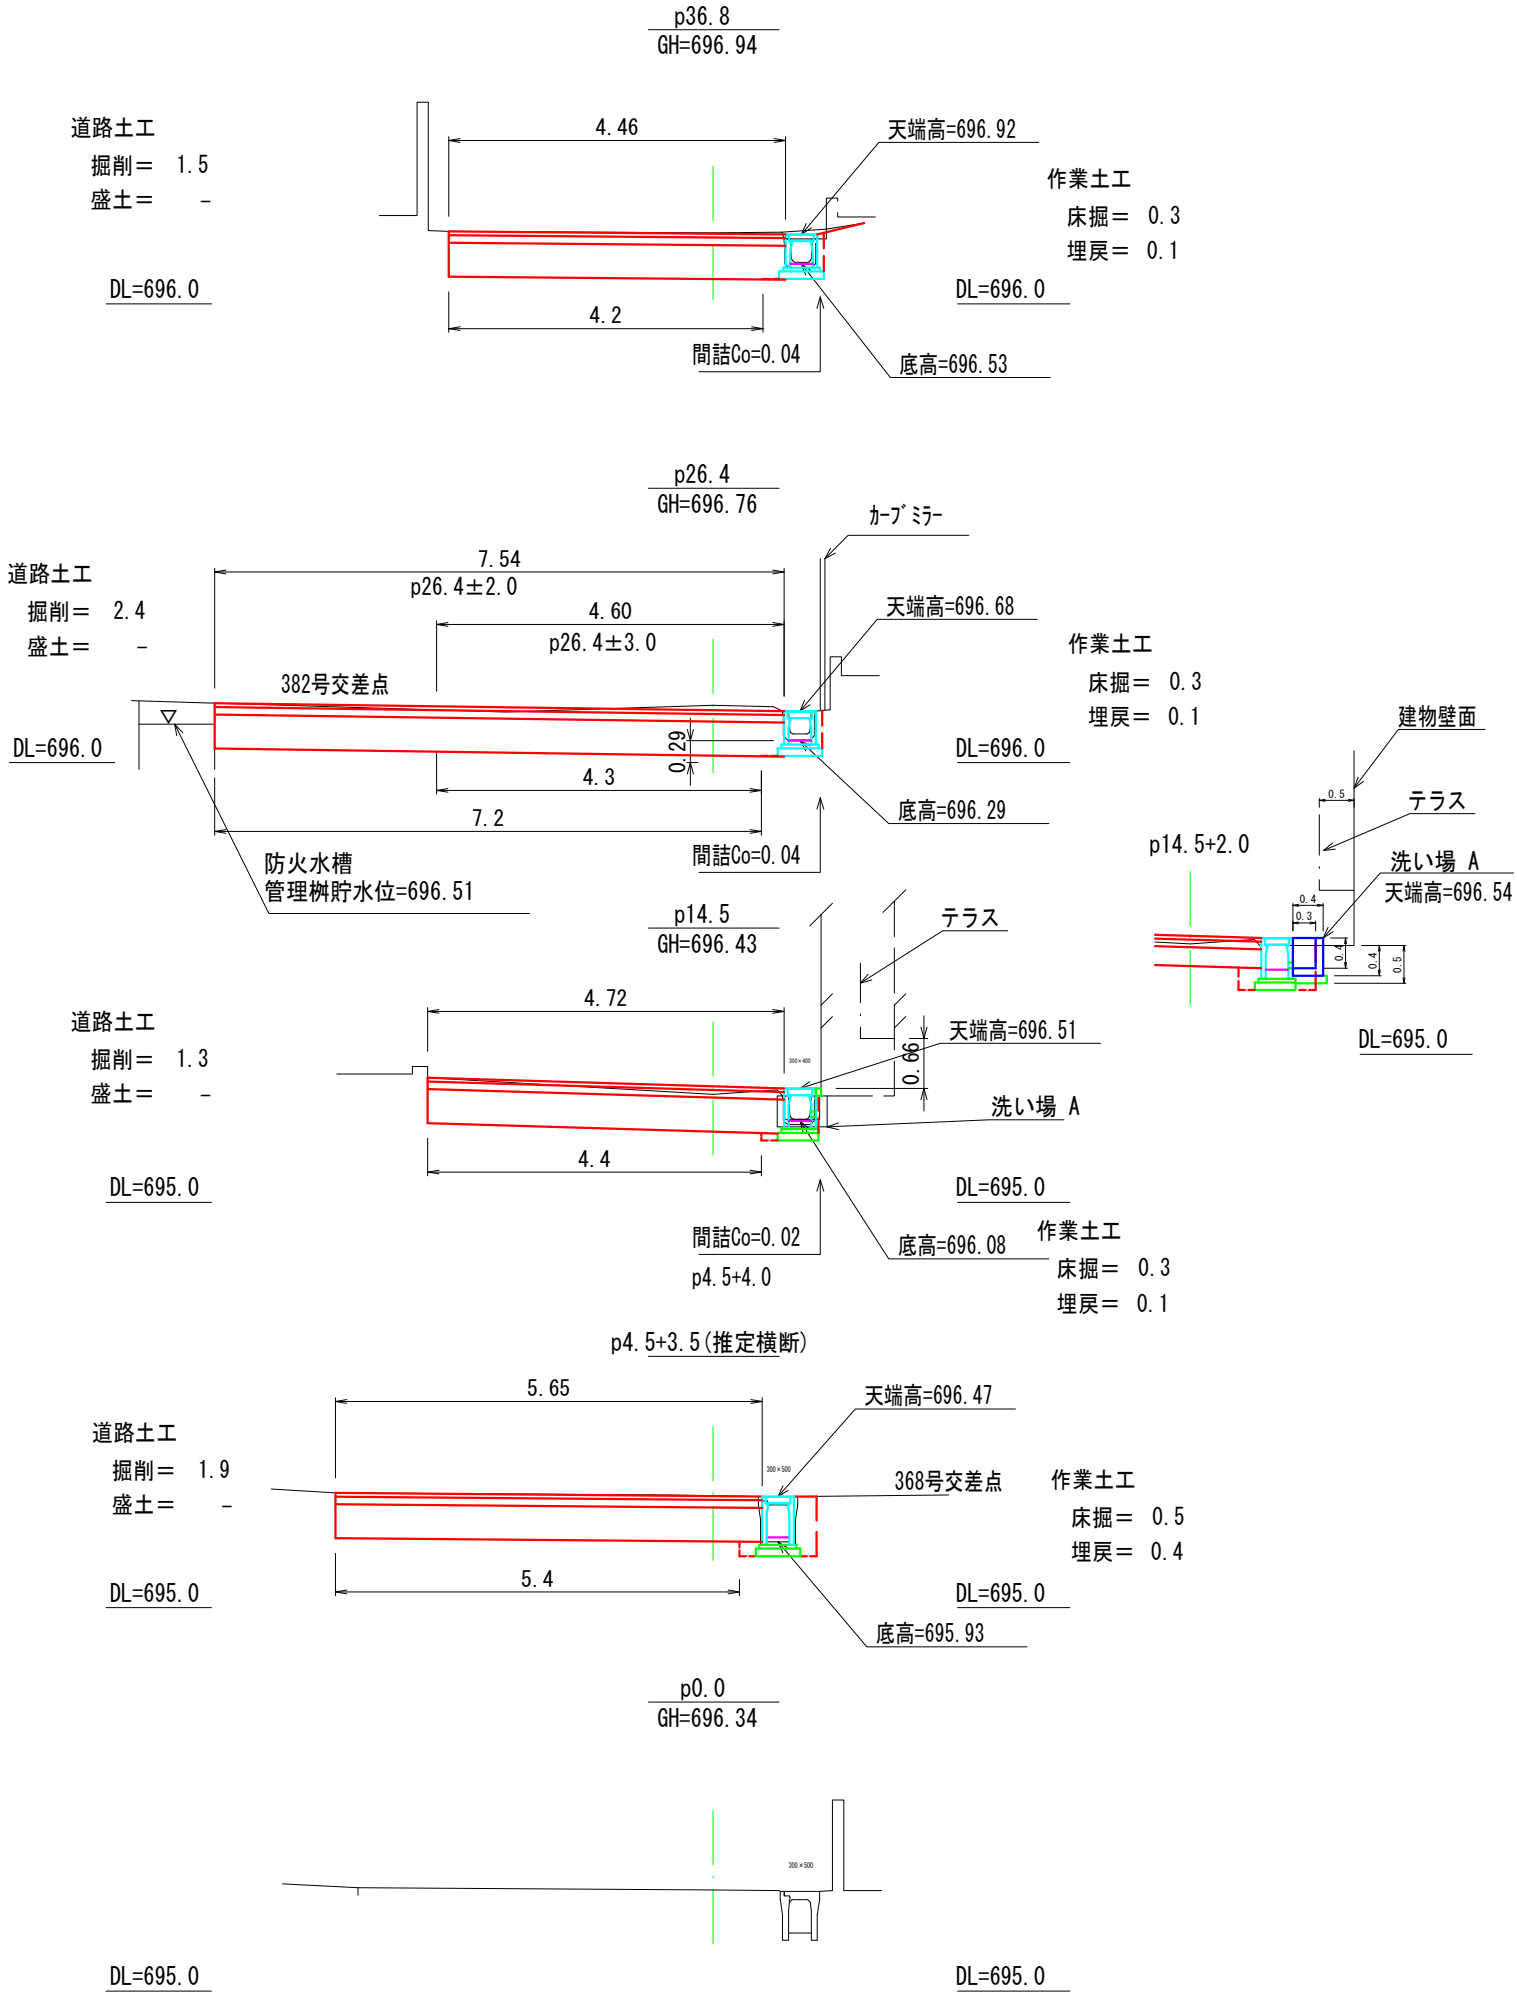 p36.8
GH=696.94
道路土工
掘削＝ 1.5
盛土＝ -
4.46
天端高=696.92
作業土工
床掘＝ 0.3
埋戻＝ 0.1
DL=696.0
DL=696.0
4.2
間詰Co=0.04
底高=696.53
p26.4
GH=696.76
カーブミラー
道路土工
掘削＝ 2.4
盛土＝ -
7.54
p26.4±2.0
4.60
p26.4±3.0
天端高=696.68
作業土工
床掘＝ 0.3
埋戻＝ 0.1
382号交差点
DL=696.0
0.29
DL=696.0
4.3
7.2
底高=696.29
防火水槽
管理桝貯水位=696.51
間詰Co=0.04
建物壁面
0.5
テラス
p14.5+2.0
洗い場 A
天端高=696.54
0.4
0.3
0.4
0.4
0.5
DL=695.0
p14.5
GH=696.43
テラス
道路土工
掘削＝ 1.3
盛土＝ -
4.72
天端高=696.51
300×400
0.66
洗い場 A
4.4
DL=695.0
DL=695.0
間詰Co=0.02
p4.5+4.0
底高=696.08
作業土工
床掘＝ 0.3
埋戻＝ 0.1
p4.5+3.5(推定横断)
5.65
天端高=696.47
道路土工
掘削＝ 1.9
盛土＝ -
300×500
368号交差点
作業土工
床掘＝ 0.5
埋戻＝ 0.4
5.4
DL=695.0
DL=695.0
底高=695.93
p0.0
GH=696.34
300×500
DL=695.0
DL=695.0